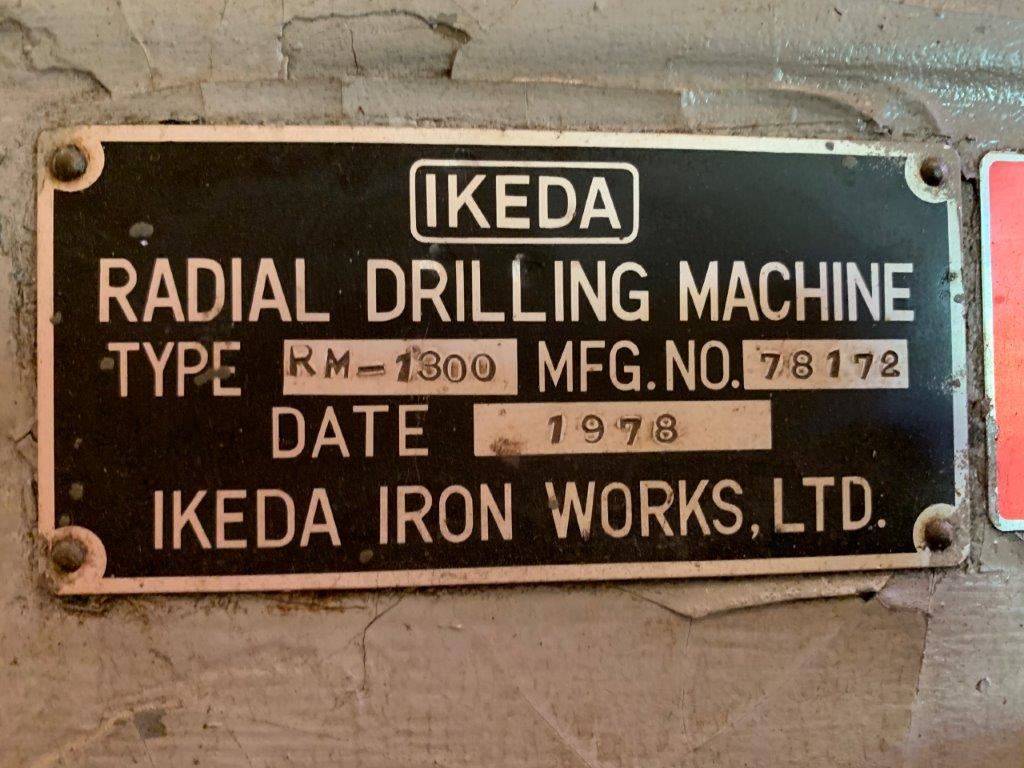 IKEDA
RADIAL DRILLING MACHINE
TYPE RM-1300 MFG.NO. 78172
DATE 1978
IKEDA IRON WORKS, LTD.